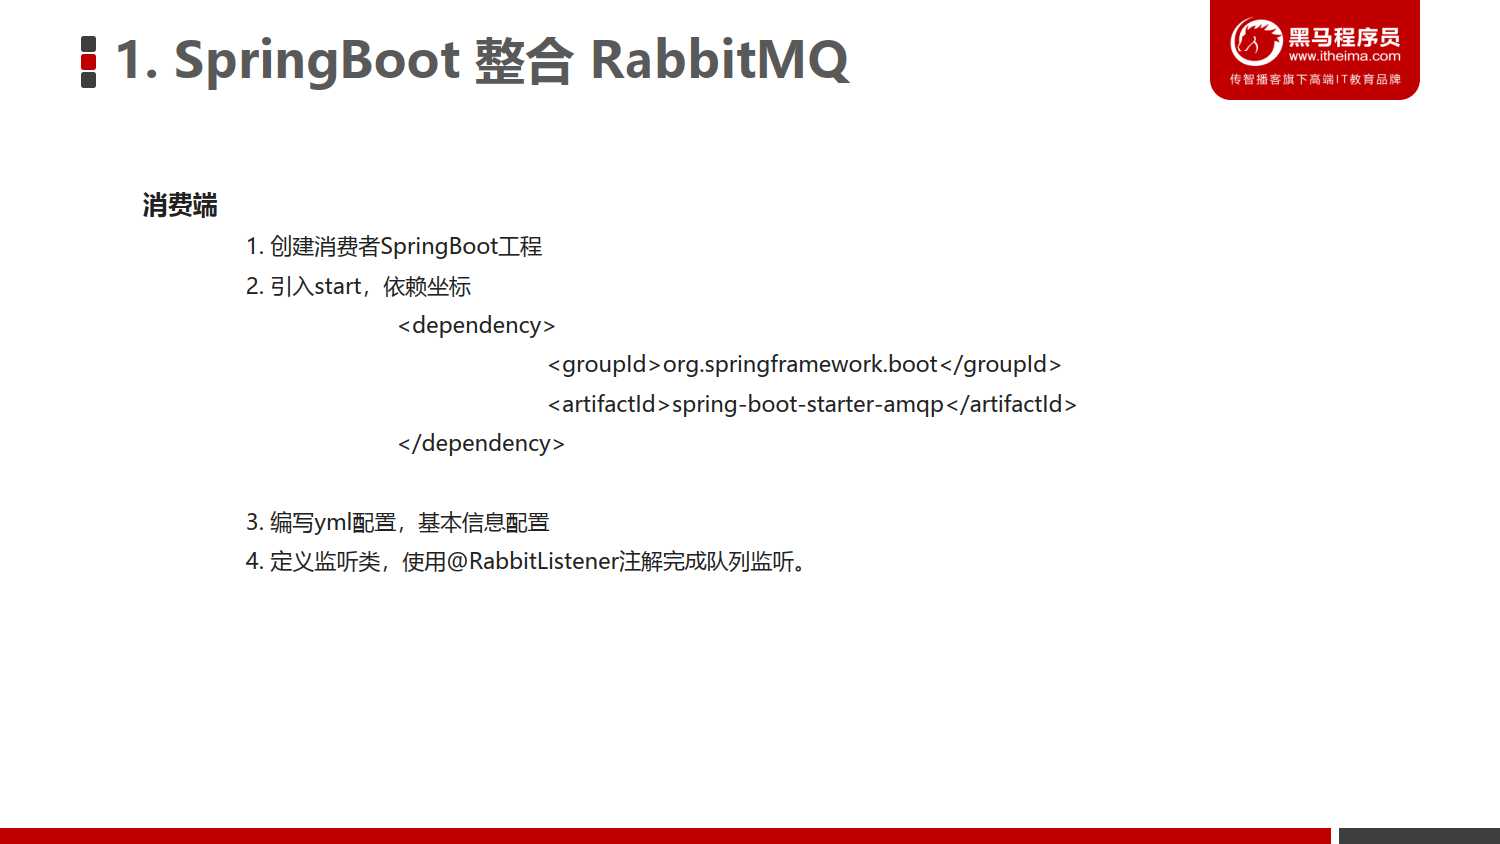 1. SpringBoot 整合 RabbitMQ
黑马程序员
www.itheima.com
传智播客旗下高端IT教育品牌
消费端
1. 创建消费者SpringBoot工程
2. 引入start，依赖坐标
<dependency>
<groupId>org.springframework.boot</groupId>
<artifactId>spring-boot-starter-amqp</artifactId>
</dependency>
3. 编写yml配置，基本信息配置
4. 定义监听类，使用@RabbitListener注解完成队列监听。